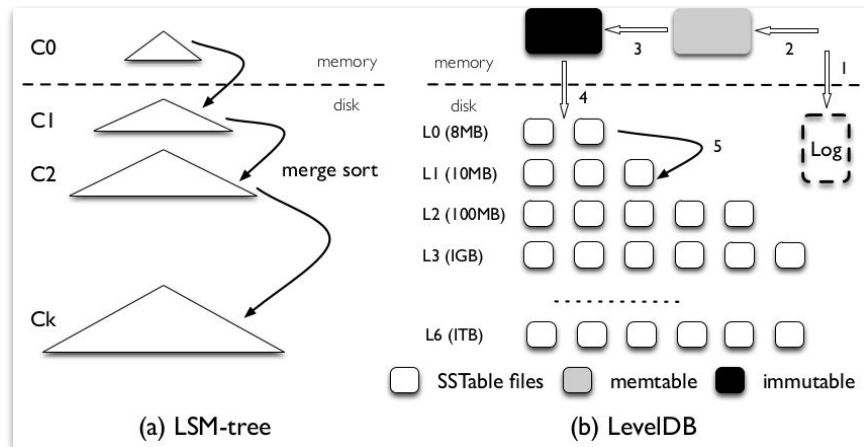 C0
memory
disk
C1
C2
merge sort
Ck
(a) LSM-tree
3
2
1
memory
disk
4
L0 (8MB)
5
Log
L1 (10MB)
L2 (100MB)
L3 (1GB)
L6 (1TB)
SSTable files
memtable
immutable
(b) LevelDB